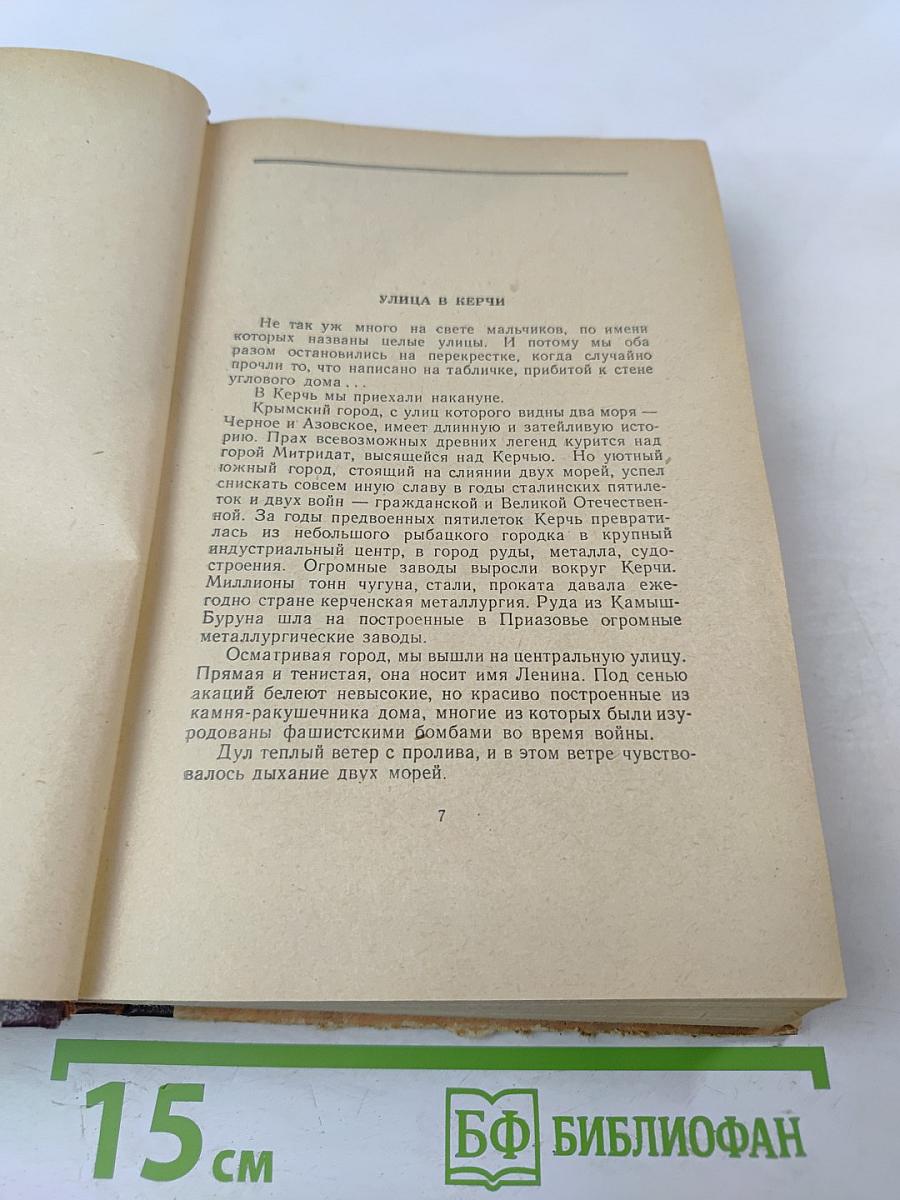 УЛИЦА В КЕРЧИ
Не так уж много на свете мальчиков, по имени
которых названы целые улицы. И потому мы оба
разом остановились на перекрестке, когда случайно
прочли то, что написано на табличке, прибитой к стене
углового дома...
В Керчь мы приехали накануне.
Крымский город, с улиц которого видны два моря —
Черное и Азовское, имеет длинную и затейливую исто-
рию. Прах всевозможных древних легенд курится над
горой Митридат, высящейся над Керчью. Но уютный
южный город, стоящий на слиянии двух морей, успел
снискать совсем иную славу в годы сталинских пятиле-
ток и двух войн — гражданской и Великой Отечествен-
ной. За годы предвоенных пятилеток Керчь преврати-
лась из небольшого рыбацкого городка в крупный
индустриальный центр, в город руды, металла, судо-
строения. Огромные заводы выросли вокруг Керчи.
Миллионы тонн чугуна, стали, проката давала еже-
годно стране керченская металлургия. Руда из Камыш-
Буруна шла на построенные в Приазовье огромные
металлургические заводы.
Осматривая город, мы вышли на центральную улицу.
Прямая и тенистая, она носит имя Ленина. Под сенью
акаций белеют невысокие, но красиво построенные из
камня-ракушечника дома, многие из которых были изу-
родованы фашистскими бомбами во время войны.
Дул теплый ветер с пролива, и в этом ветре чувство-
валось дыхание двух морей.
7
15 см
БФ БИБЛИОФАН